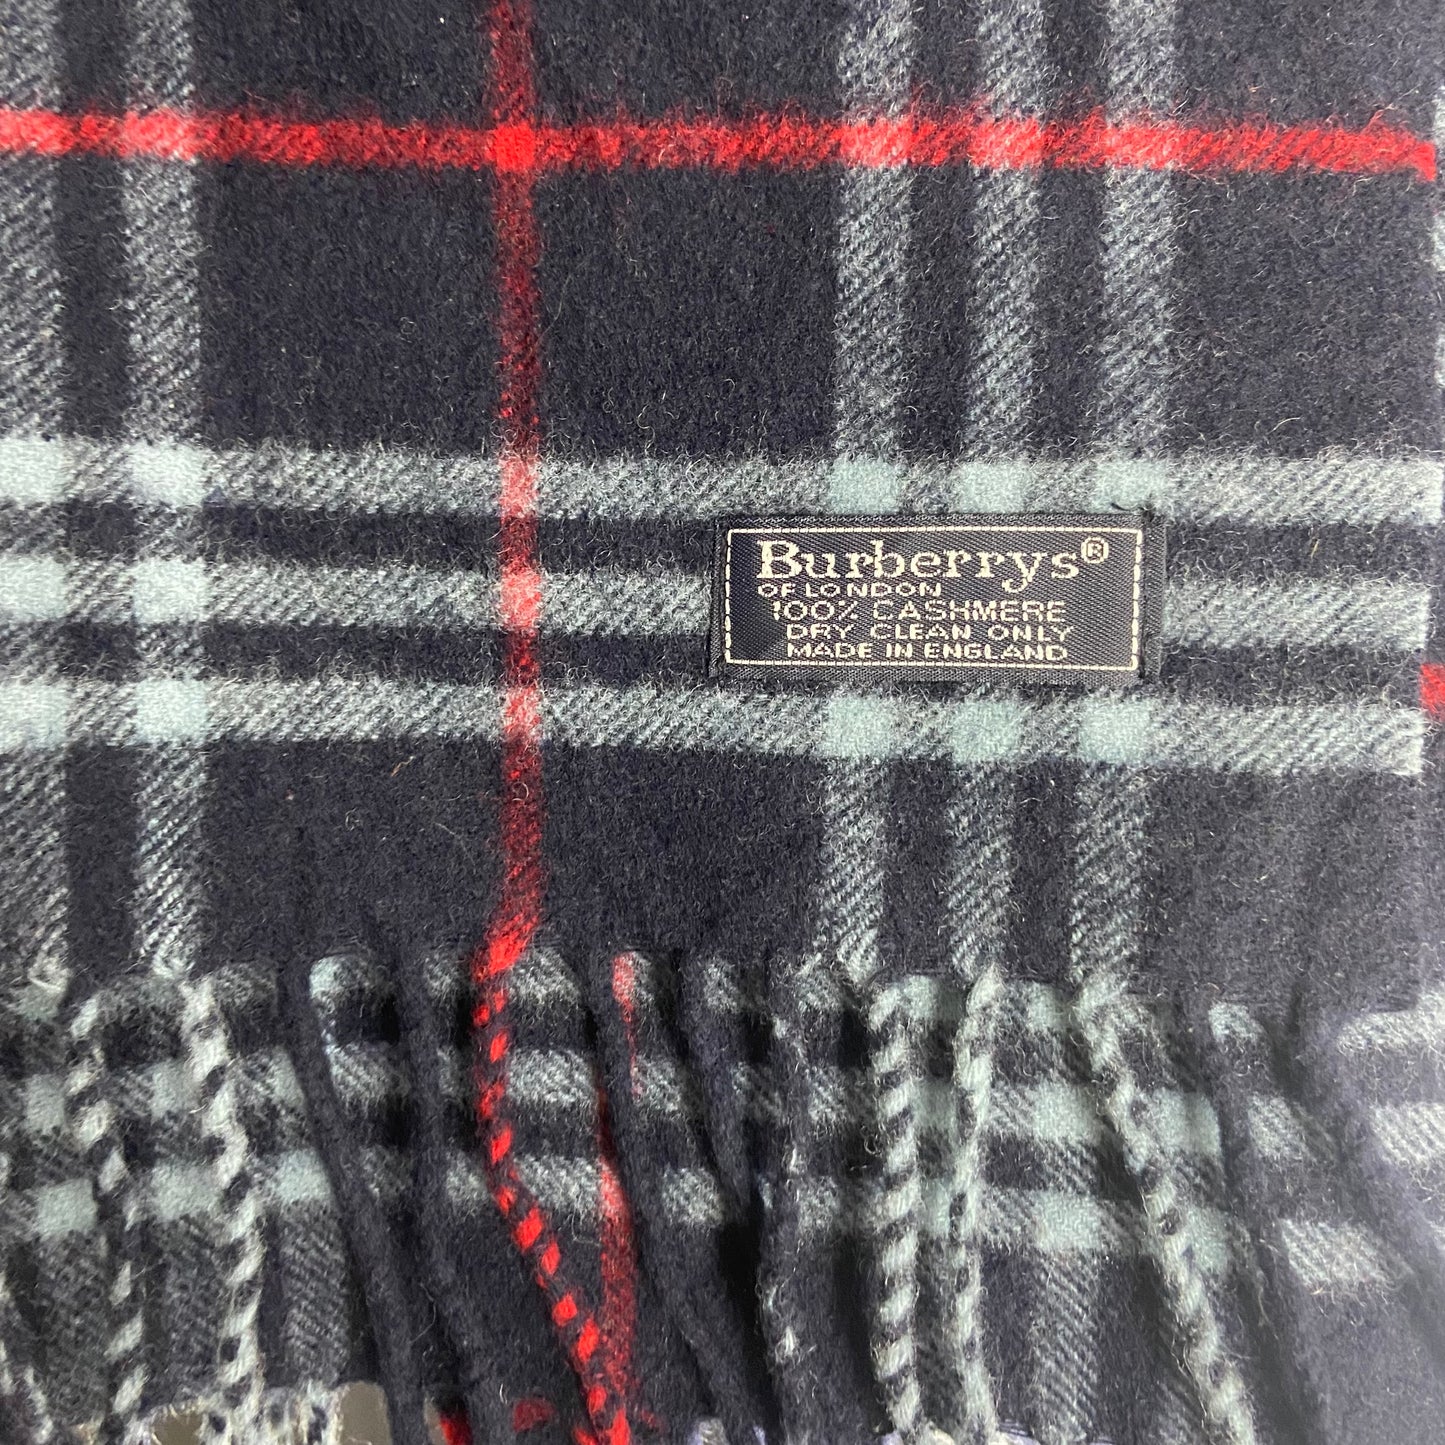 Burberrys®
OF LONDON
100% CASHMERE
DRY CLEAN ONLY
MADE IN ENGLAND